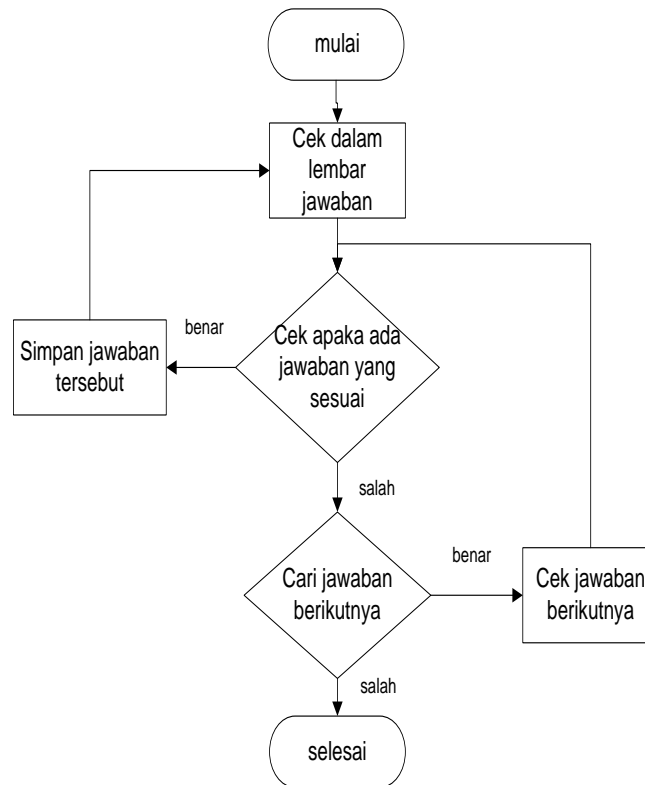 mulai
Cek dalam
lembar
jawaban
benar
Simpan jawaban
tersebut
Cek apaka ada
jawaban yang
sesuai
salah
Cari jawaban
berikutnya
benar
Cek jawaban
berikutnya
salah
selesai